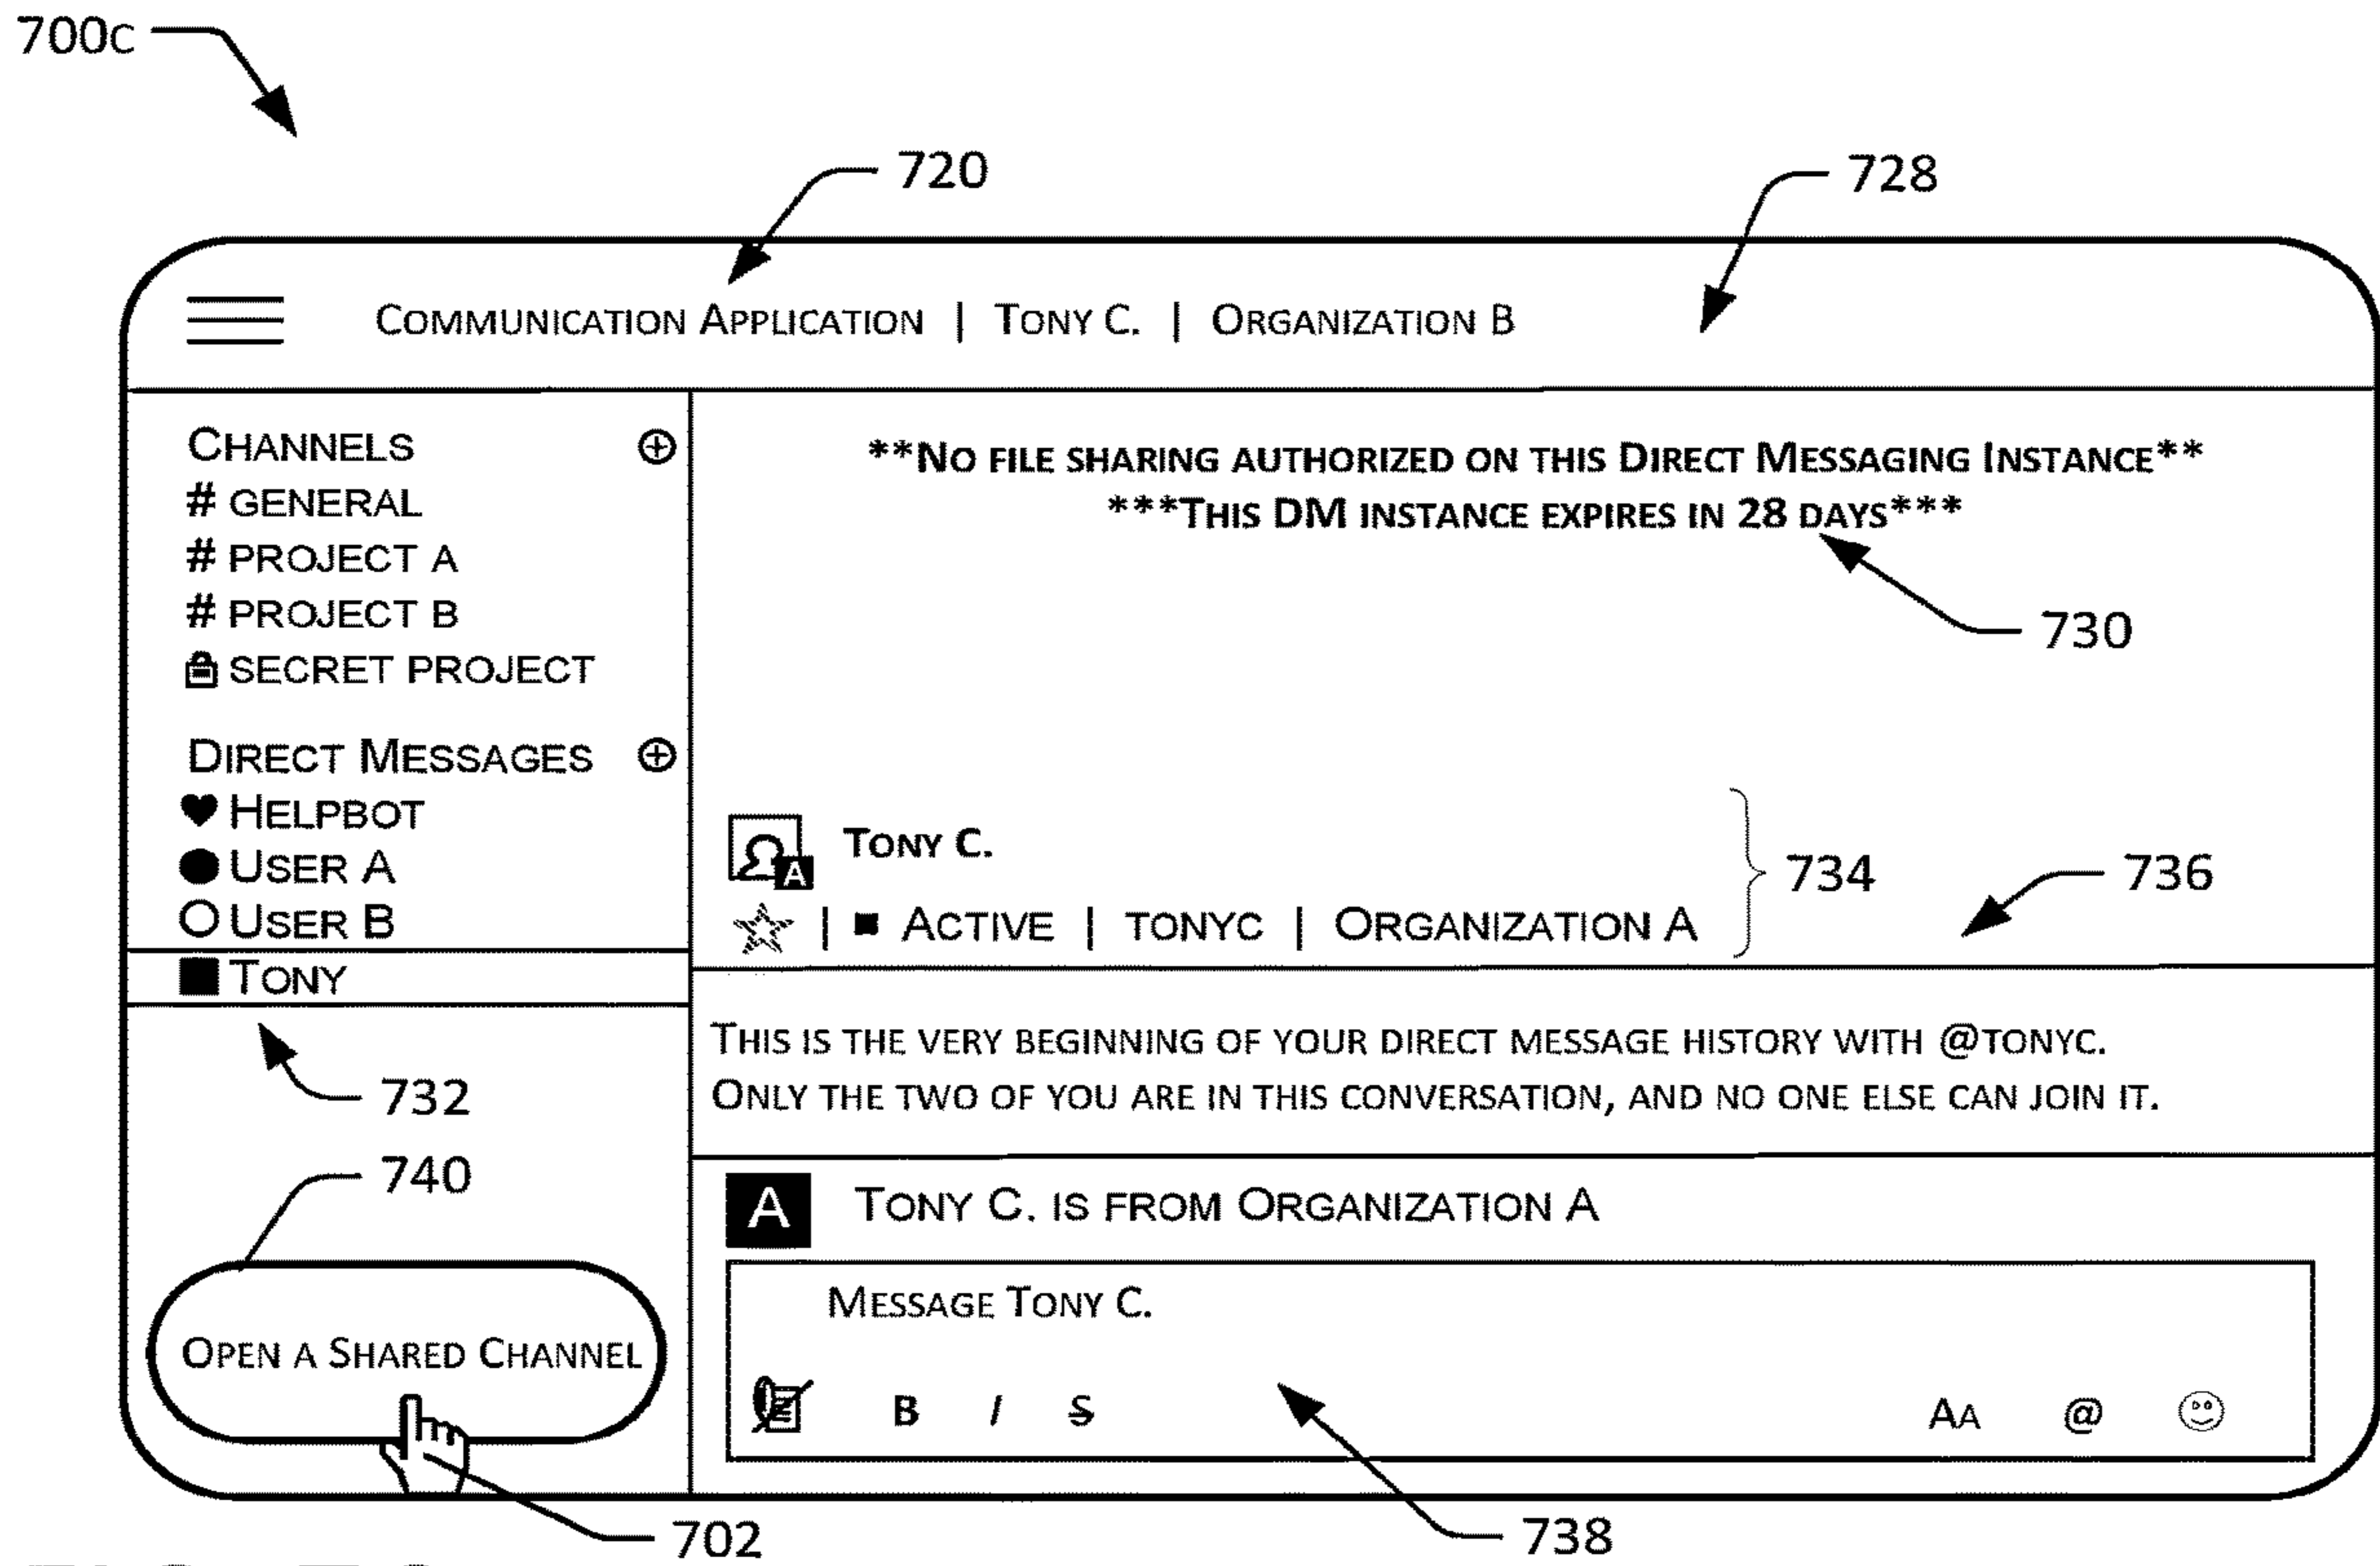 700c
720
728
Communication Application | Tony C. | Organization B
Channels
# general
# project A
# project B
secret project
Direct Messages
Helpbot
User A
User B
Tony
732
740
Open a Shared Channel
702
**No file sharing authorized on this Direct Messaging Instance**
***This DM instance expires in 28 days***
730
Tony C.
A
| Active | tonyc | Organization A
734
736
This is the very beginning of your direct message history with @tonyc.
Only the two of you are in this conversation, and no one else can join it.
A Tony C. is from Organization A
Message Tony C.
B I S Aa @
738